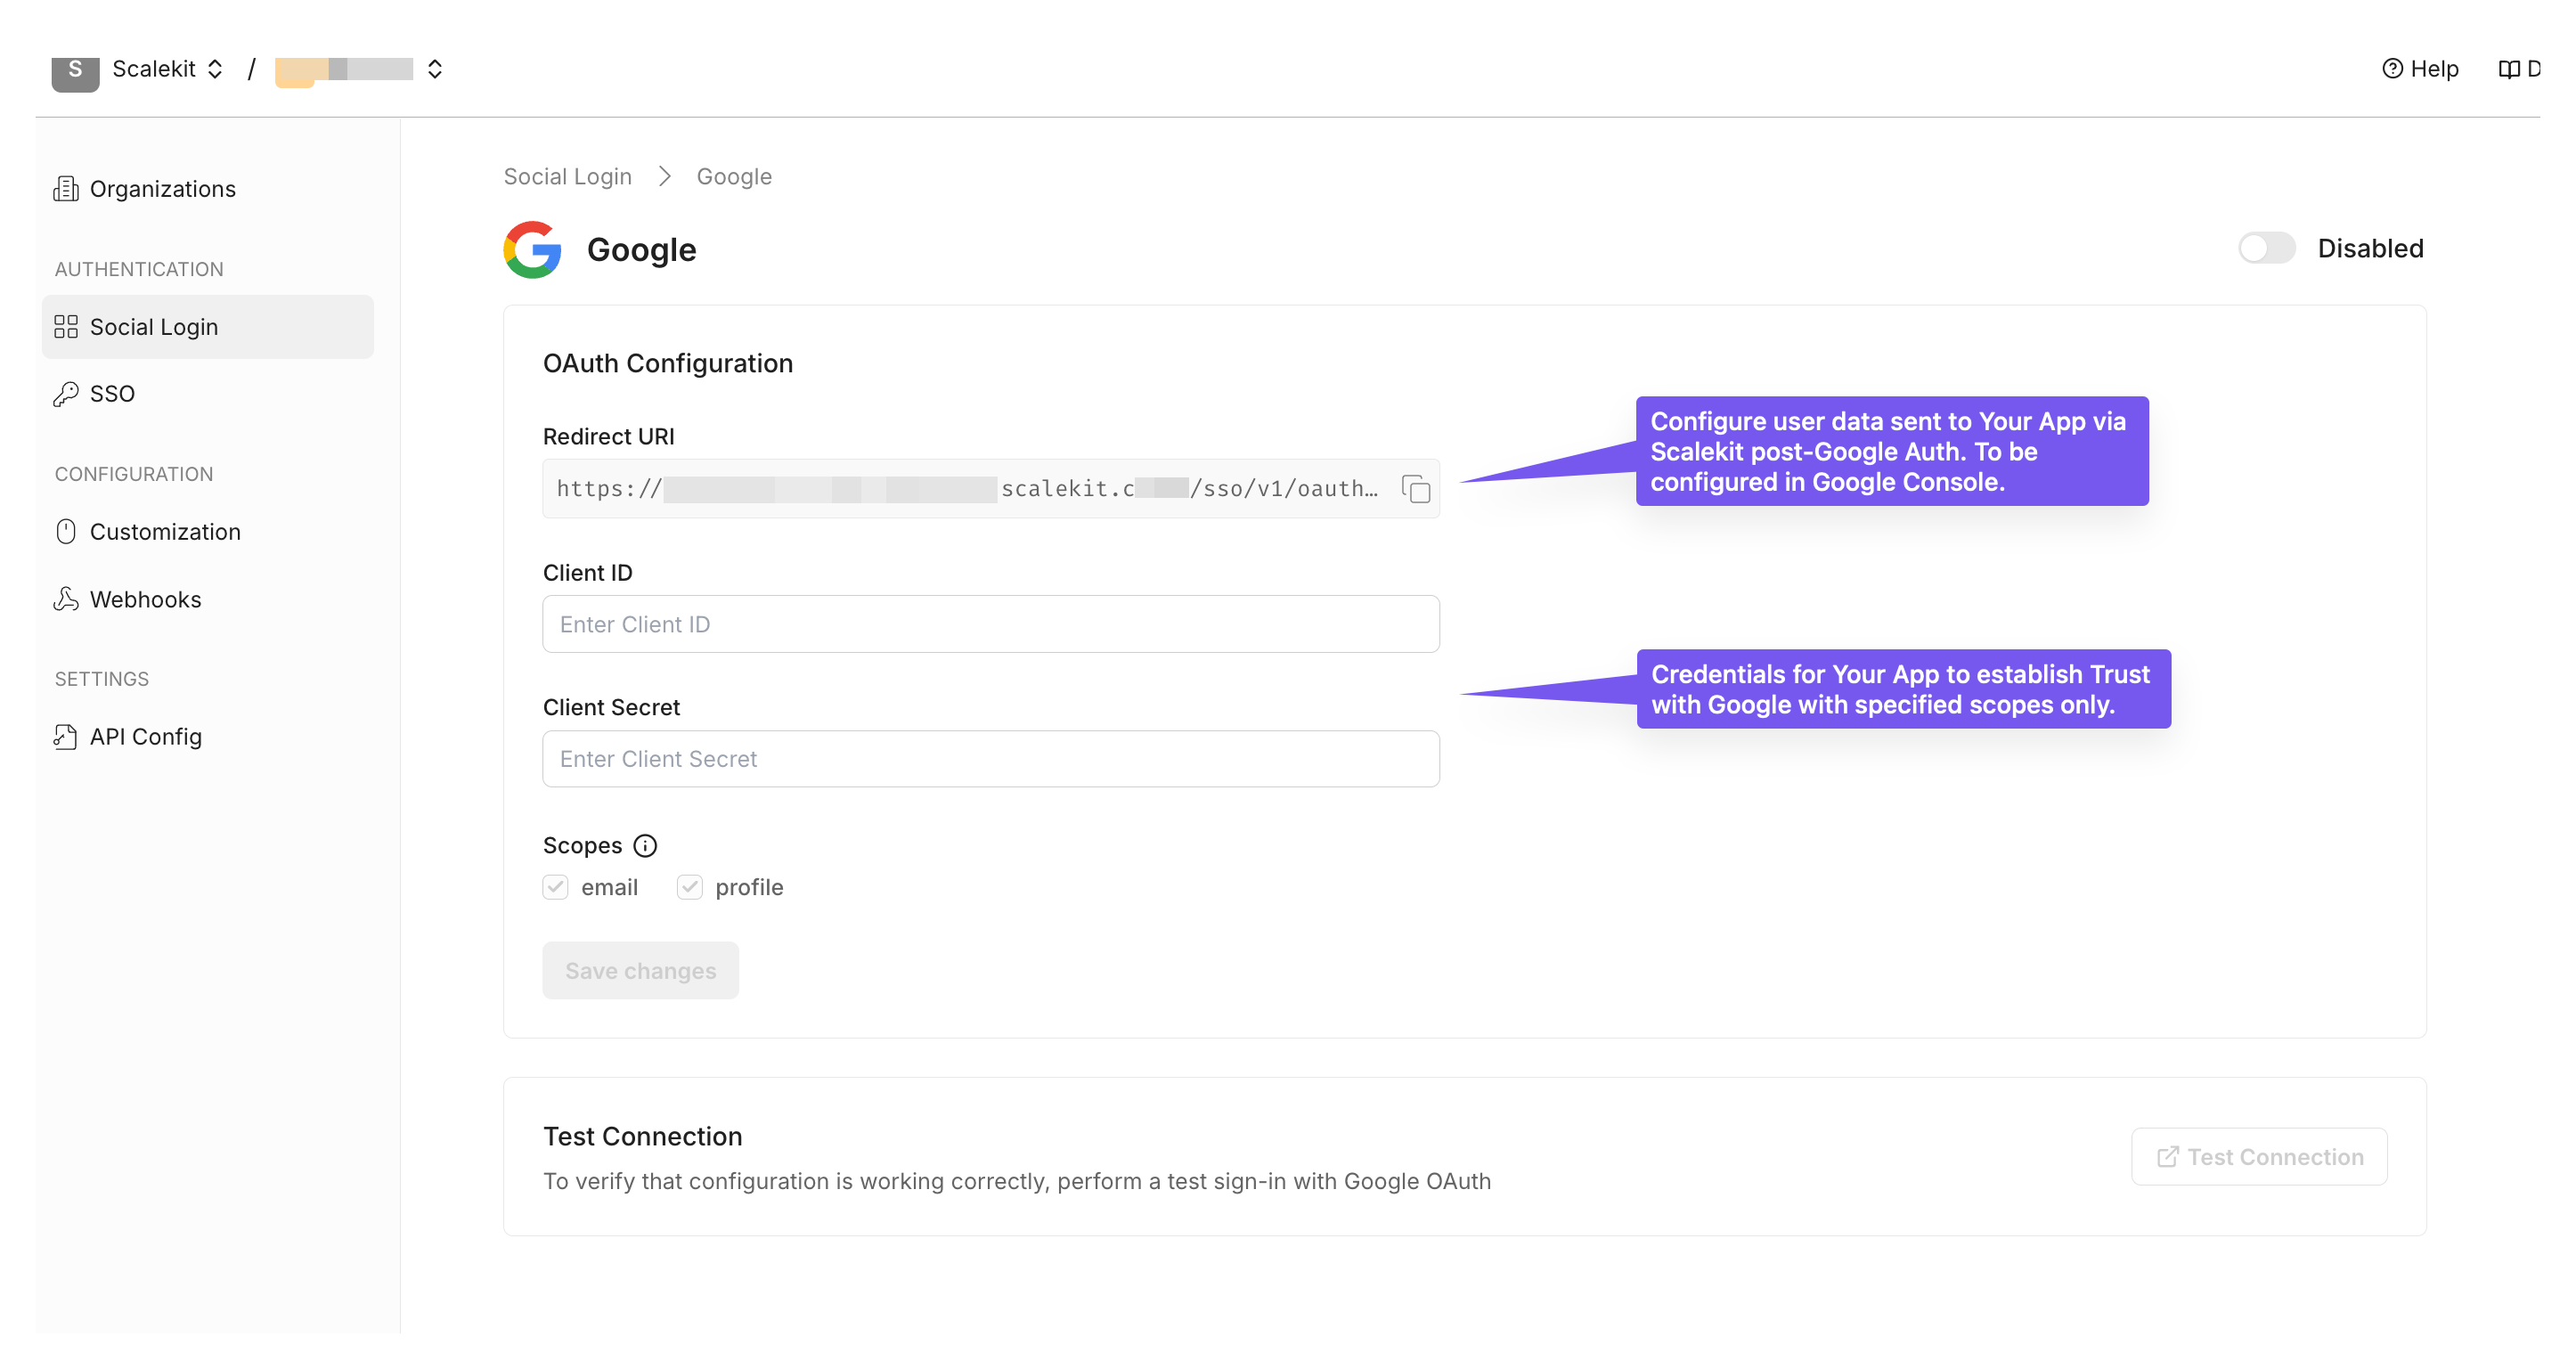 S Scalekit /
Help D
Organizations
AUTHENTICATION
Social Login
SSO
CONFIGURATION
Customization
Webhooks
SETTINGS
API Config
Social Login > Google
Google
Disabled
OAuth Configuration
Redirect URI
https:// scalekit.c /sso/v1/oauth…
Configure user data sent to Your App via
Scalekit post-Google Auth. To be
configured in Google Console.
Client ID
Enter Client ID
Client Secret
Enter Client Secret
Credentials for Your App to establish Trust
with Google with specified scopes only.
Scopes
email profile
Save changes
Test Connection
To verify that configuration is working correctly, perform a test sign-in with Google OAuth
Test Connection